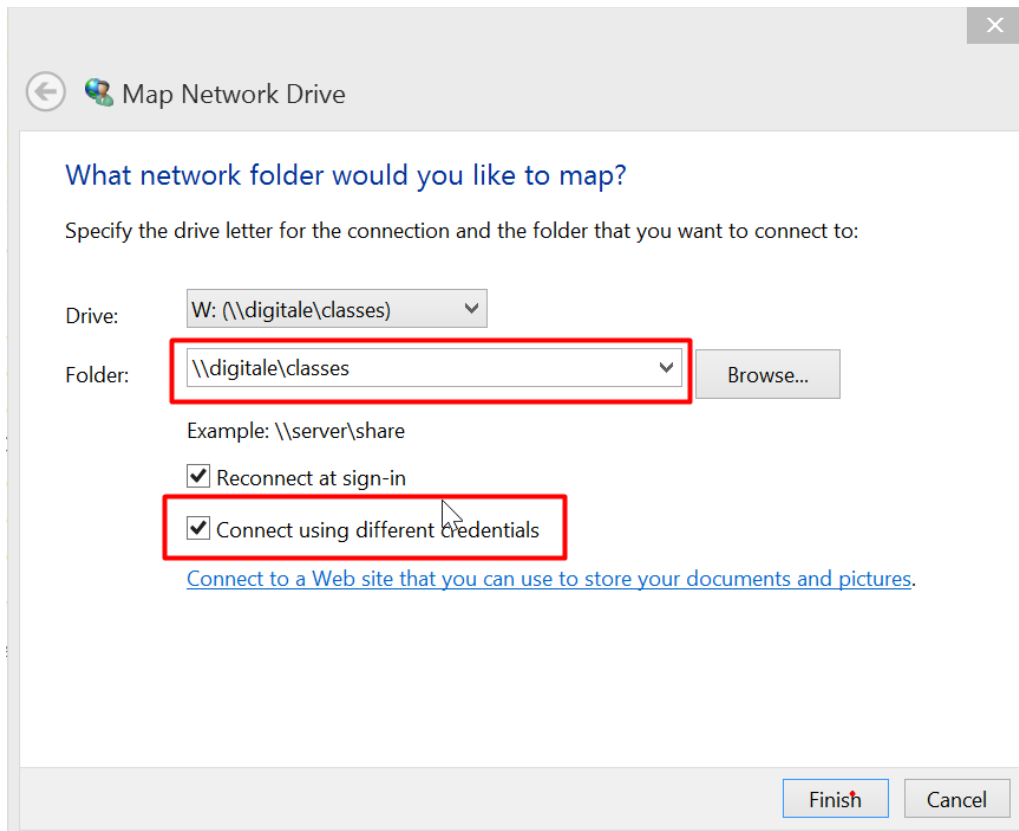 Map Network Drive
What network folder would you like to map?
Specify the drive letter for the connection and the folder that you want to connect to:
Drive: W: (\\digitale\classes)
Folder: \\digitale\classes Browse...
Example: \\server\share
Reconnect at sign-in
Connect using different credentials
Connect to a Web site that you can use to store your documents and pictures.
Finish Cancel